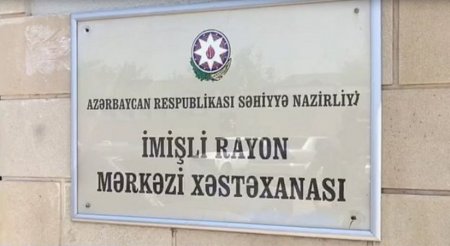 AZƏRBAYCAN RESPUBLİKASI SƏHİYYƏ NAZİRLİYİ
İMİŞLİ RAYON
MƏRKƏZİ XƏSTƏXANASI